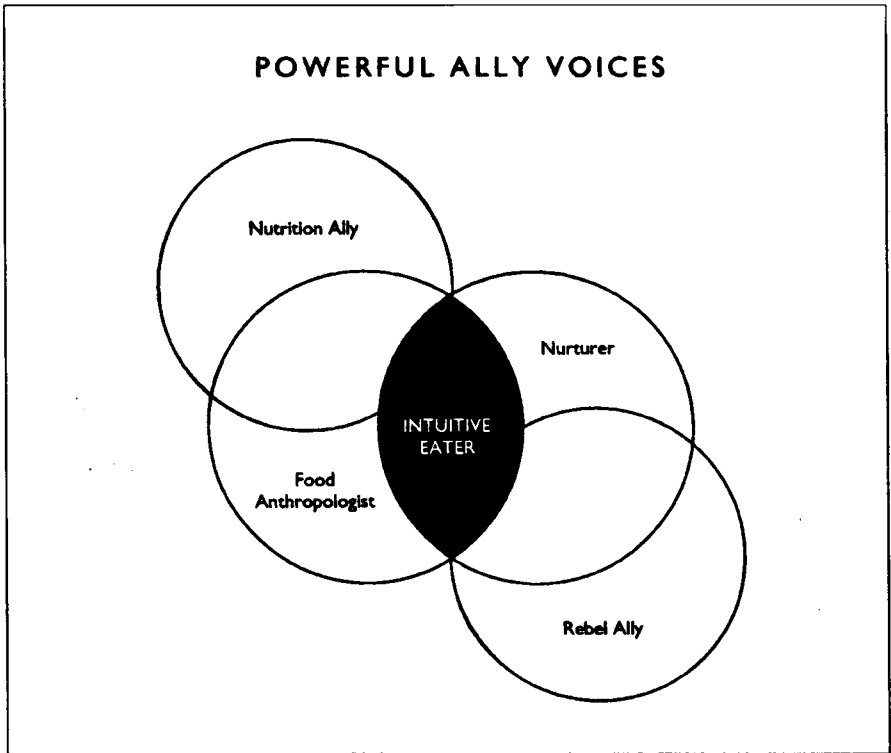 POWERFUL ALLY VOICES
Nutrition Ally
Nurturer
INTUITIVE
EATER
Food
Anthropologist
Rebel Ally